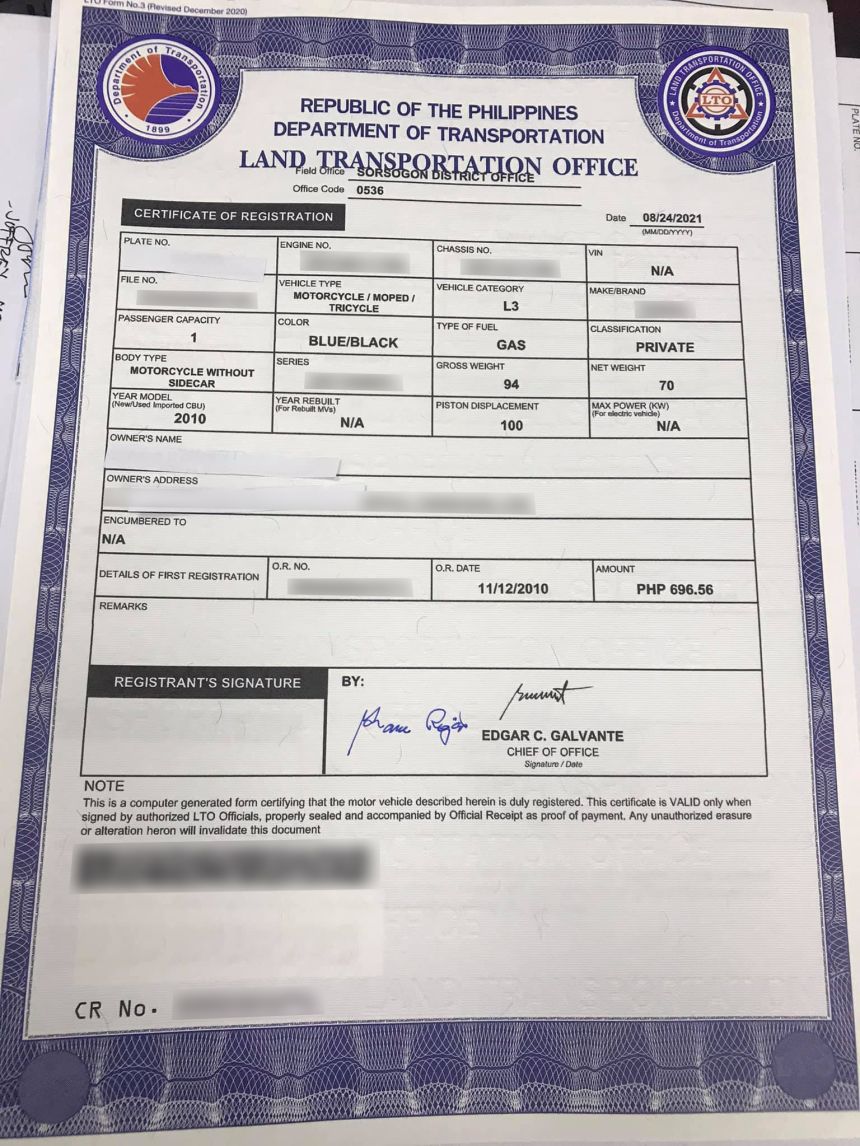 LTO Form No.3 (Revised December 2020)
Department of Transportation
1899
LAND TRANSPORTATION OFFICE
LTO
Department of Transportation
REPUBLIC OF THE PHILIPPINES
DEPARTMENT OF TRANSPORTATION
LAND TRANSPORTATION OFFICE
Field Office SORSOGON DISTRICT OFFICE
Office Code 0536
CERTIFICATE OF REGISTRATION
Date 08/24/2021
(MM/DD/YYYY)
PLATE NO.
ENGINE NO.
CHASSIS NO.
VIN
N/A
FILE NO.
VEHICLE TYPE
MOTORCYCLE / MOPED /
TRICYCLE
VEHICLE CATEGORY
L3
MAKE/BRAND
PASSENGER CAPACITY
1
COLOR
BLUE/BLACK
TYPE OF FUEL
GAS
CLASSIFICATION
PRIVATE
BODY TYPE
MOTORCYCLE WITHOUT
SIDECAR
SERIES
GROSS WEIGHT
94
NET WEIGHT
70
YEAR MODEL
(New/Used Imported CBU)
2010
YEAR REBUILT
(For Rebuilt MVs)
N/A
PISTON DISPLACEMENT
100
MAX POWER (KW)
(For electric vehicle)
N/A
OWNER'S NAME
OWNER'S ADDRESS
ENCUMBERED TO
N/A
DETAILS OF FIRST REGISTRATION
O.R. NO.
O.R. DATE
11/12/2010
AMOUNT
PHP 696.56
REMARKS
REGISTRANT'S SIGNATURE
BY:
EDGAR C. GALVANTE
CHIEF OF OFFICE
Signature / Date
NOTE
This is a computer generated form certifying that the motor vehicle described herein is duly registered. This certificate is VALID only when
signed by authorized LTO Officials, properly sealed and accompanied by Official Receipt as proof of payment. Any unauthorized erasure
or alteration heron will invalidate this document
CR No.
PLATE NO.